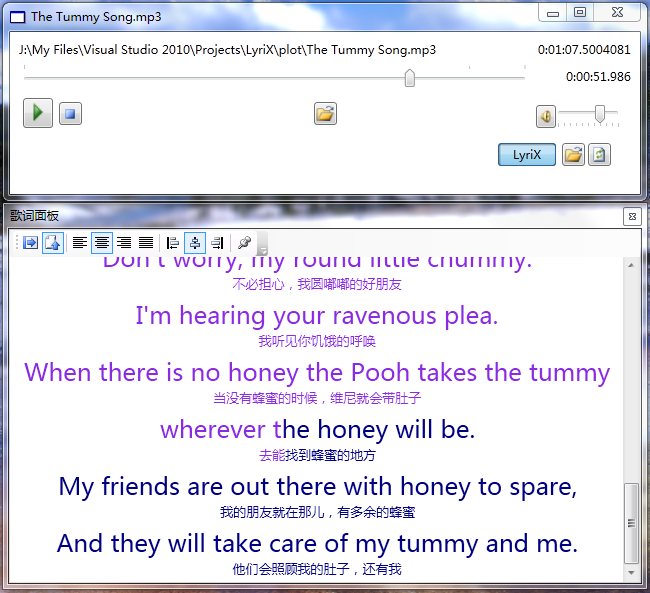 The Tummy Song.mp3
J:\My Files\Visual Studio 2010\Projects\LyriX\plot\The Tummy Song.mp3
0:01:07.5004081
0:00:51.986
LyriX
歌词面板
Don't worry, my round little chummy.
不必担心，我圆嘟嘟的好朋友
I'm hearing your ravenous plea.
我听见你饥饿的呼唤
When there is no honey the Pooh takes the tummy
当没有蜂蜜的时候，维尼就会带肚子
wherever the honey will be.
去能找到蜂蜜的地方
My friends are out there with honey to spare,
我的朋友就在那儿，有多余的蜂蜜
And they will take care of my tummy and me.
他们会照顾我的肚子，还有我